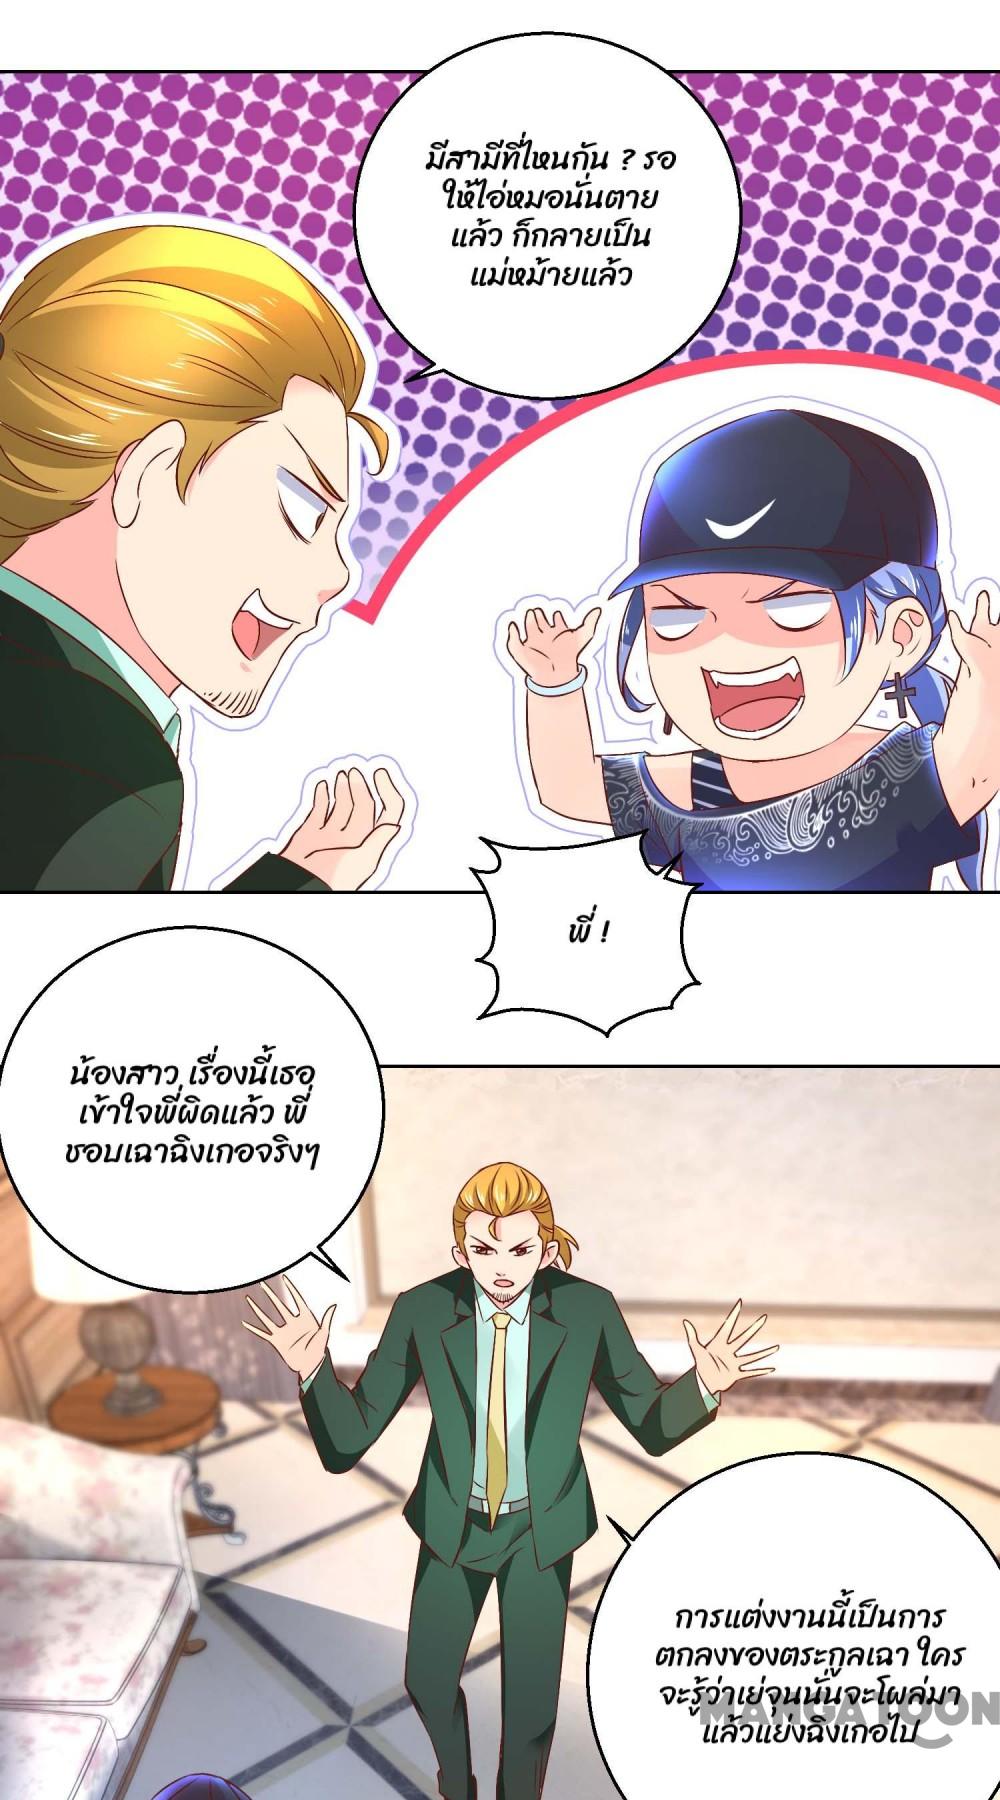 มีสามีที่ไหนกัน ? รอ
ให้ไอ่หมอนั่นตาย
แล้ว ก็กลายเป็น
แม่หม้ายแล้ว
พี่ !
น้องสาว เรื่องนี้เธอ
เข้าใจพี่ผิดแล้ว พี่
ชอบเฉาฉิงเกอจริงๆ
การแต่งงานนี้เป็นการ
ตกลงของตระกูลเฉา ใคร
จะรู้ว่าเย่จุนนั่นจะโผล่มา
แล้วแย่งฉิงเกอไป
MANGATOON